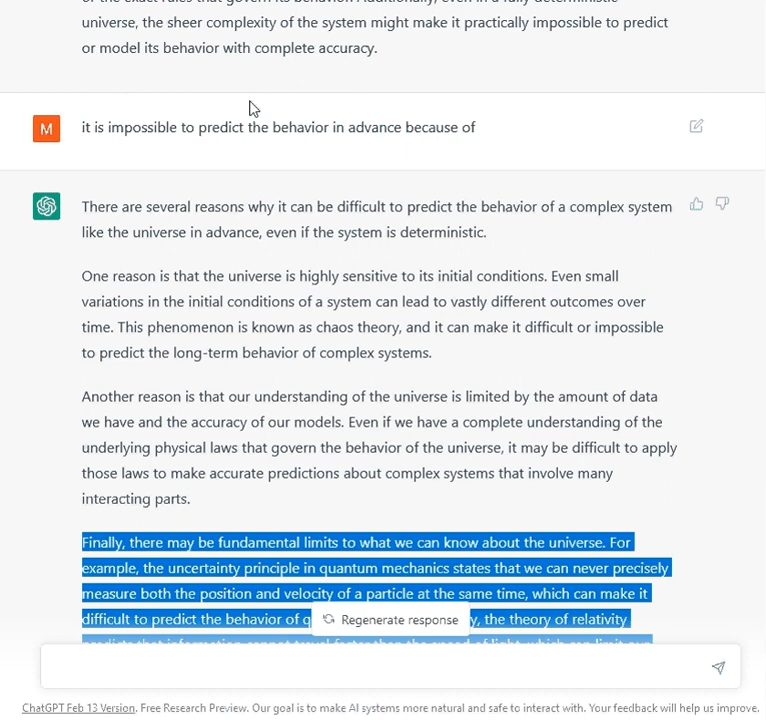 universe, the sheer complexity of the system might make it practically impossible to predict
or model its behavior with complete accuracy.
M
it is impossible to predict the behavior in advance because of
There are several reasons why it can be difficult to predict the behavior of a complex system
like the universe in advance, even if the system is deterministic.
One reason is that the universe is highly sensitive to its initial conditions. Even small
variations in the initial conditions of a system can lead to vastly different outcomes over
time. This phenomenon is known as chaos theory, and it can make it difficult or impossible
to predict the long-term behavior of complex systems.
Another reason is that our understanding of the universe is limited by the amount of data
we have and the accuracy of our models. Even if we have a complete understanding of the
underlying physical laws that govern the behavior of the universe, it may be difficult to apply
those laws to make accurate predictions about complex systems that involve many
interacting parts.
Finally, there may be fundamental limits to what we can know about the universe. For
example, the uncertainty principle in quantum mechanics states that we can never precisely
measure both the position and velocity of a particle at the same time, which can make it
difficult to predict the behavior of q
Regenerate response
y, the theory of relativity
ChatGPT Feb 13 Version. Free Research Preview. Our goal is to make AI systems more natural and safe to interact with. Your feedback will help us improve.